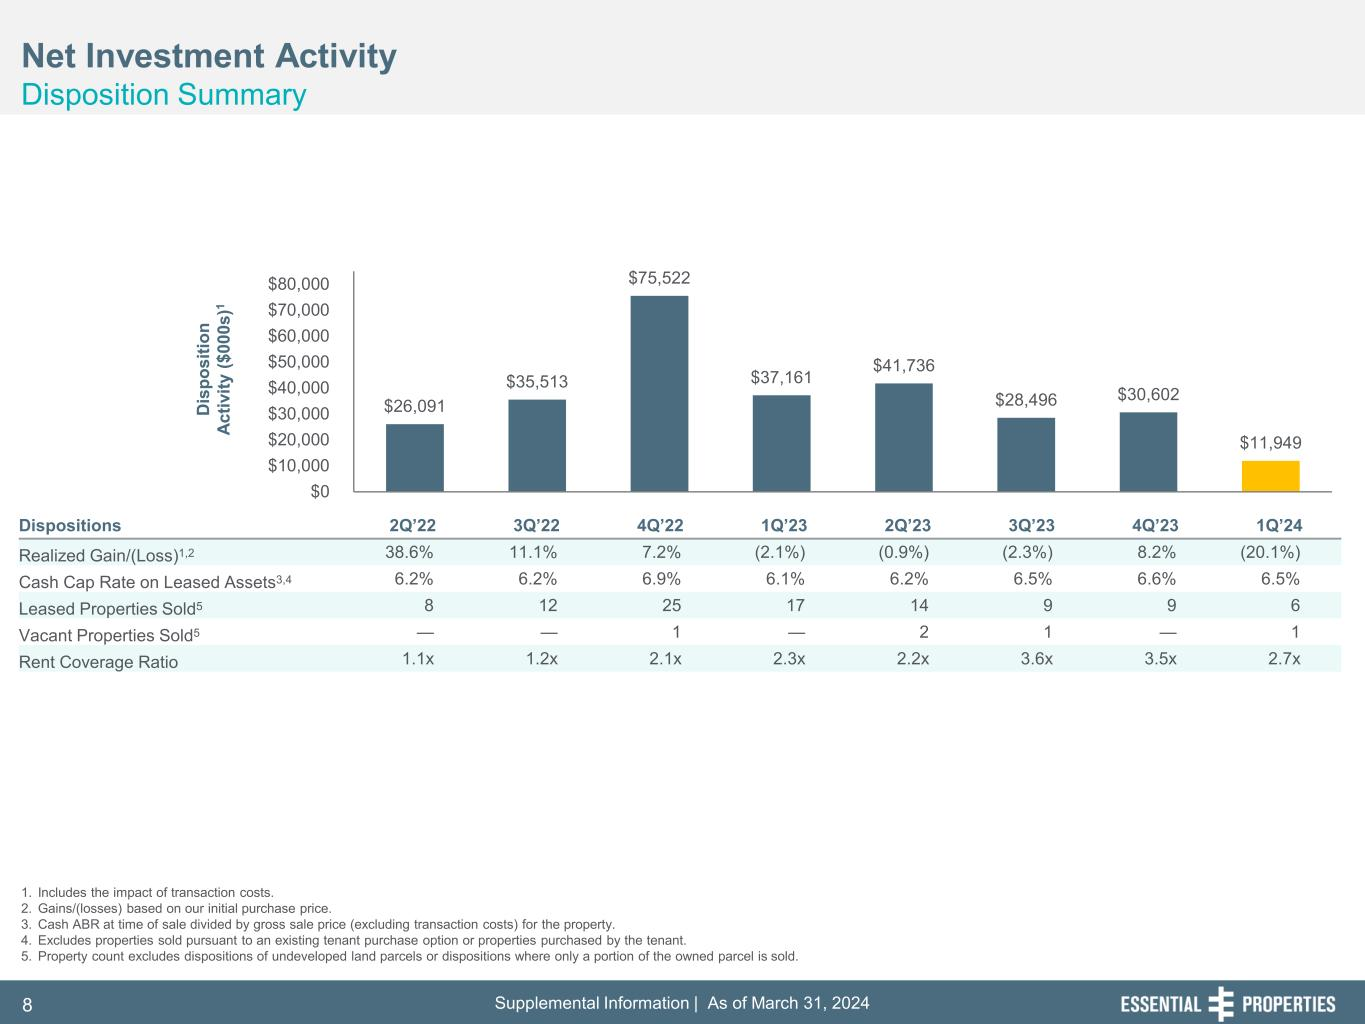 Net Investment Activity
Disposition Summary
Disposition
Activity ($000s)1
$80,000
$70,000
$60,000
$50,000
$40,000
$30,000
$20,000
$10,000
$0
$26,091
$35,513
$75,522
$37,161
$41,736
$28,496
$30,602
$11,949
Dispositions 2Q’22 3Q’22 4Q’22 1Q’23 2Q’23 3Q’23 4Q’23 1Q’24
Realized Gain/(Loss)1,2 38.6% 11.1% 7.2% (2.1%) (0.9%) (2.3%) 8.2% (20.1%)
Cash Cap Rate on Leased Assets3,4 6.2% 6.2% 6.9% 6.1% 6.2% 6.5% 6.6% 6.5%
Leased Properties Sold5 8 12 25 17 14 9 9 6
Vacant Properties Sold5 — — 1 — 2 1 — 1
Rent Coverage Ratio 1.1x 1.2x 2.1x 2.3x 2.2x 3.6x 3.5x 2.7x
1. Includes the impact of transaction costs.
2. Gains/(losses) based on our initial purchase price.
3. Cash ABR at time of sale divided by gross sale price (excluding transaction costs) for the property.
4. Excludes properties sold pursuant to an existing tenant purchase option or properties purchased by the tenant.
5. Property count excludes dispositions of undeveloped land parcels or dispositions where only a portion of the owned parcel is sold.
8
Supplemental Information | As of March 31, 2024
ESSENTIAL PROPERTIES